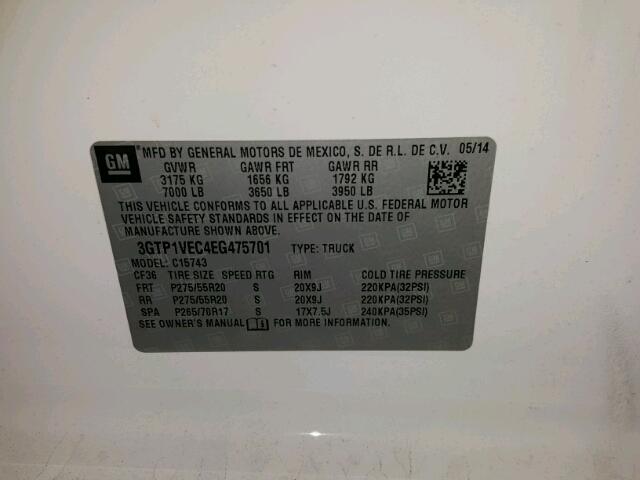 GM
MFD BY GENERAL MOTORS DE MEXICO, S. DE R.L. DE C.V. 05/14
GVWR GAWR FRT GAWR RR
3175 KG 1656 KG 1792 KG
7000 LB 3650 LB 3950 LB
THIS VEHICLE CONFORMS TO ALL APPLICABLE U.S. FEDERAL MOTOR
VEHICLE SAFETY STANDARDS IN EFFECT ON THE DATE OF
MANUFACTURE SHOWN ABOVE.
3GTP1VEC4EG475701 TYPE: TRUCK
MODEL: C15743
CF36 TIRE SIZE SPEED RTG RIM COLD TIRE PRESSURE
FRT P275/55R20 S 20X9J 220KPA(32PSI)
RR P275/55R20 S 20X9J 220KPA(32PSI)
SPA P265/70R17 S 17X7.5J 240KPA(35PSI)
SEE OWNER'S MANUAL FOR MORE INFORMATION.